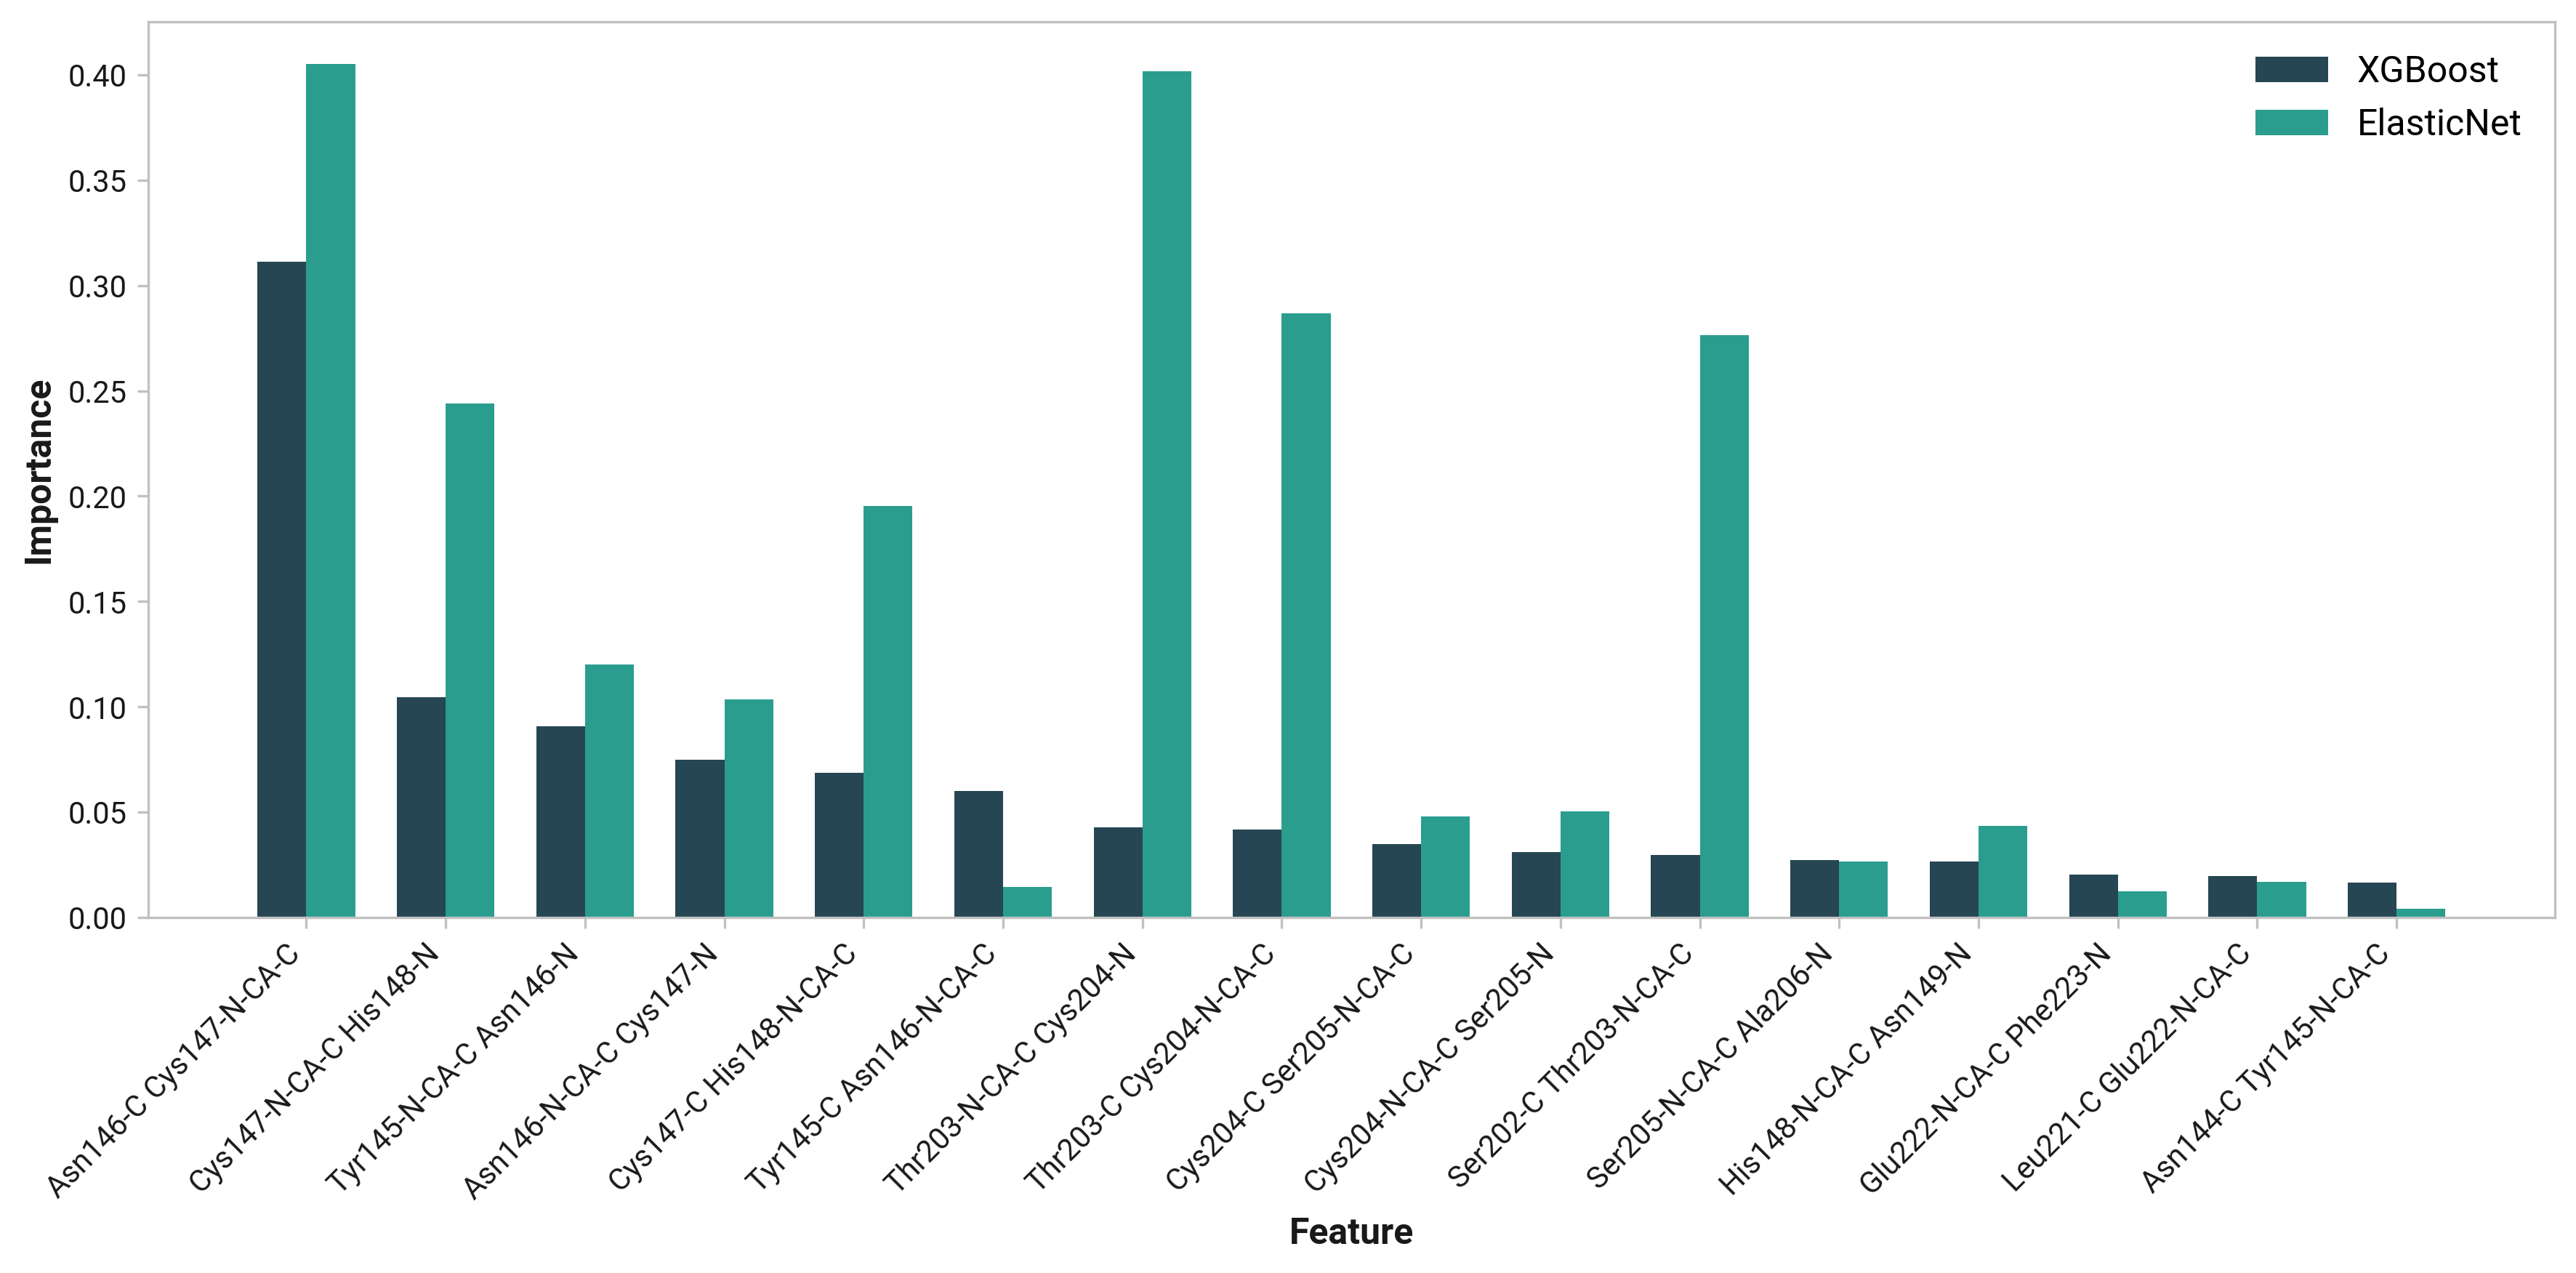 XGBoost
ElasticNet
Importance
0.40
0.35
0.30
0.25
0.20
0.15
0.10
0.05
0.00
Asn146-C Cys147-N-CA-C
Cys147-N-CA-C His148-N
Tyr145-N-CA-C Asn146-N
Asn146-N-CA-C Cys147-N
Cys147-C His148-N-CA-C
Tyr145-C Asn146-N-CA-C
Thr203-N-CA-C Cys204-N
Thr203-C Cys204-N-CA-C
Cys204-C Ser205-N-CA-C
Cys204-N-CA-C Ser205-N
Ser202-C Thr203-N-CA-C
Ser205-N-CA-C Ala206-N
His148-N-CA-C Asn149-N
Glu222-N-CA-C Phe223-N
Leu221-C Glu222-N-CA-C
Asn144-C Tyr145-N-CA-C
Feature